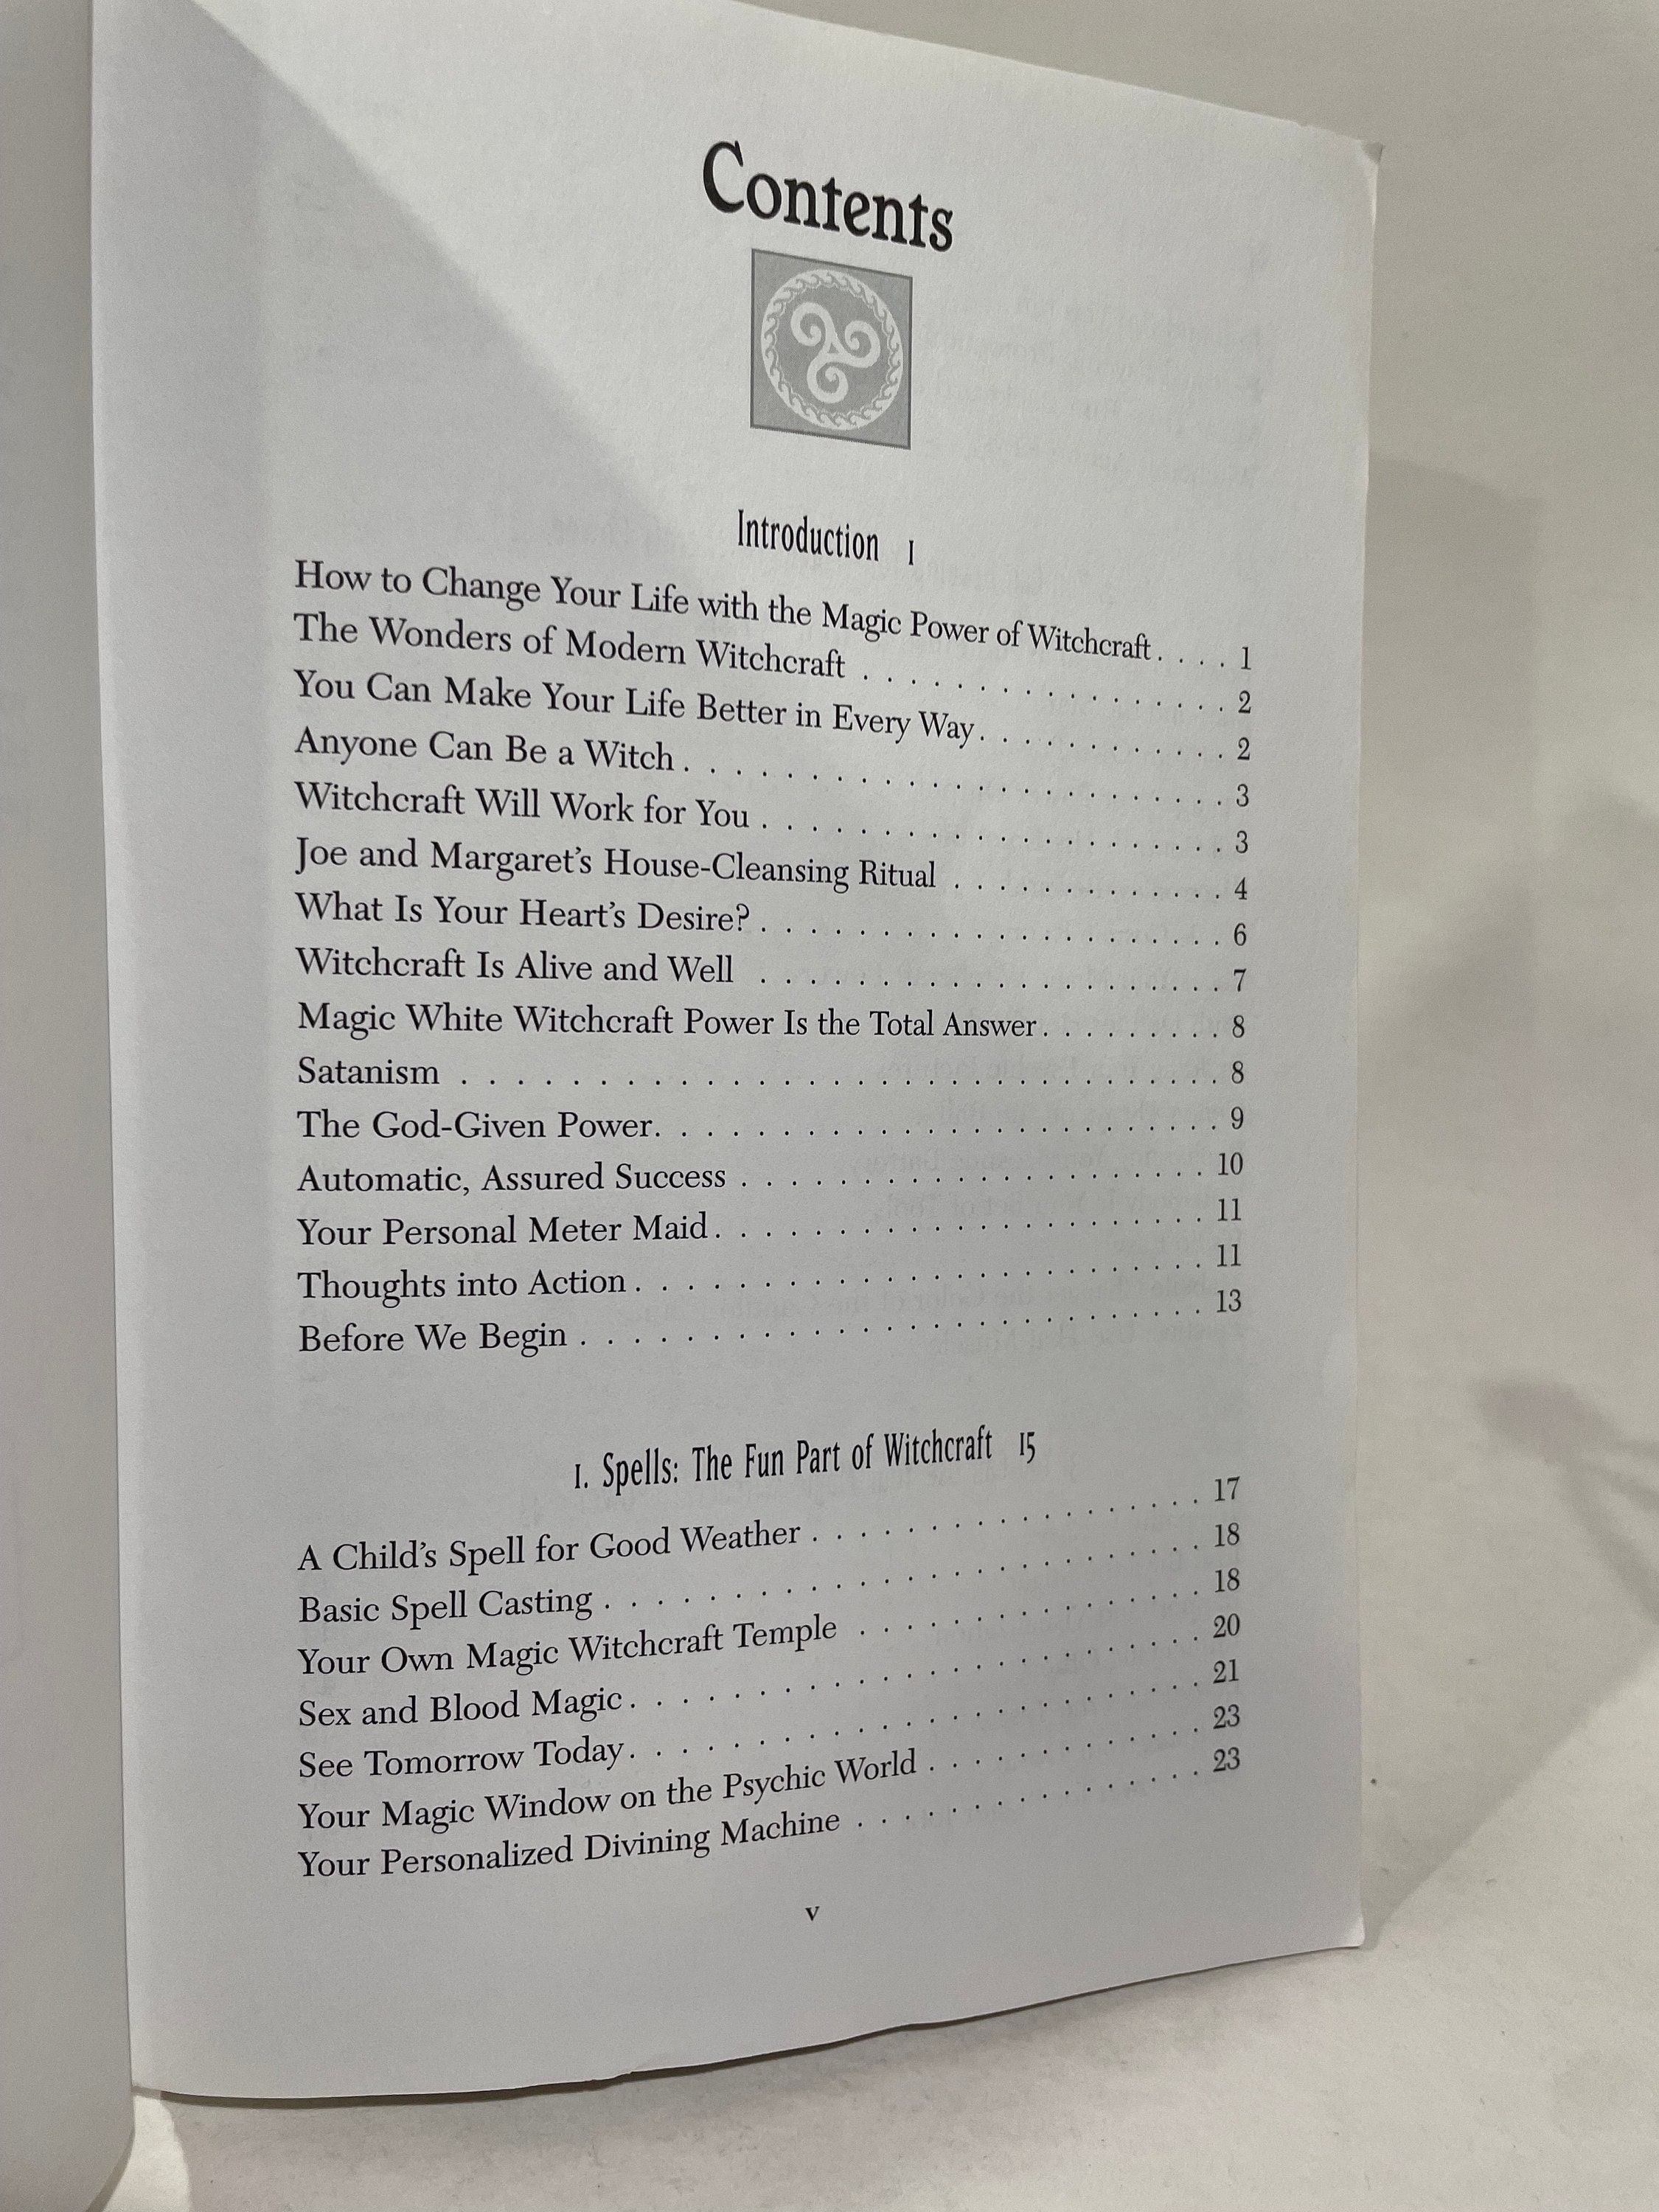 Contents
Introduction 1
How to Change Your Life with the Magic Power of Witchcraft. . . . 1
The Wonders of Modern Witchcraft . . . . . . . . . . . . . . . . 2
You Can Make Your Life Better in Every Way. . . . . . . . . . . 2
Anyone Can Be a Witch. . . . . . . . . . . . . . . . . . . . . . . 3
Witchcraft Will Work for You . . . . . . . . . . . . . . . . . . . . 3
Joe and Margaret’s House-Cleansing Ritual . . . . . . . . . . . . 4
What Is Your Heart’s Desire? . . . . . . . . . . . . . . . . . . . . 6
Witchcraft Is Alive and Well . . . . . . . . . . . . . . . . . . . . 7
Magic White Witchcraft Power Is the Total Answer. . . . . . . . 8
Satanism . . . . . . . . . . . . . . . . . . . . . . . . . . . . . . . 8
The God-Given Power. . . . . . . . . . . . . . . . . . . . . . . . 9
Automatic, Assured Success . . . . . . . . . . . . . . . . . . . . 10
Your Personal Meter Maid. . . . . . . . . . . . . . . . . . . . . . 11
Thoughts into Action . . . . . . . . . . . . . . . . . . . . . . . . 11
Before We Begin . . . . . . . . . . . . . . . . . . . . . . . . . . . 13
1. Spells: The Fun Part of Witchcraft 15
A Child’s Spell for Good Weather . . . . . . . . . . . . . . . . . 17
Basic Spell Casting . . . . . . . . . . . . . . . . . . . . . . . . . 18
Your Own Magic Witchcraft Temple . . . . . . . . . . . . . . . 18
Sex and Blood Magic. . . . . . . . . . . . . . . . . . . . . . . . . 20
See Tomorrow Today. . . . . . . . . . . . . . . . . . . . . . . . . 21
Your Magic Window on the Psychic World . . . . . . . . . . . . 23
Your Personalized Divining Machine . . . . . . . . . . . . . . . 23
v